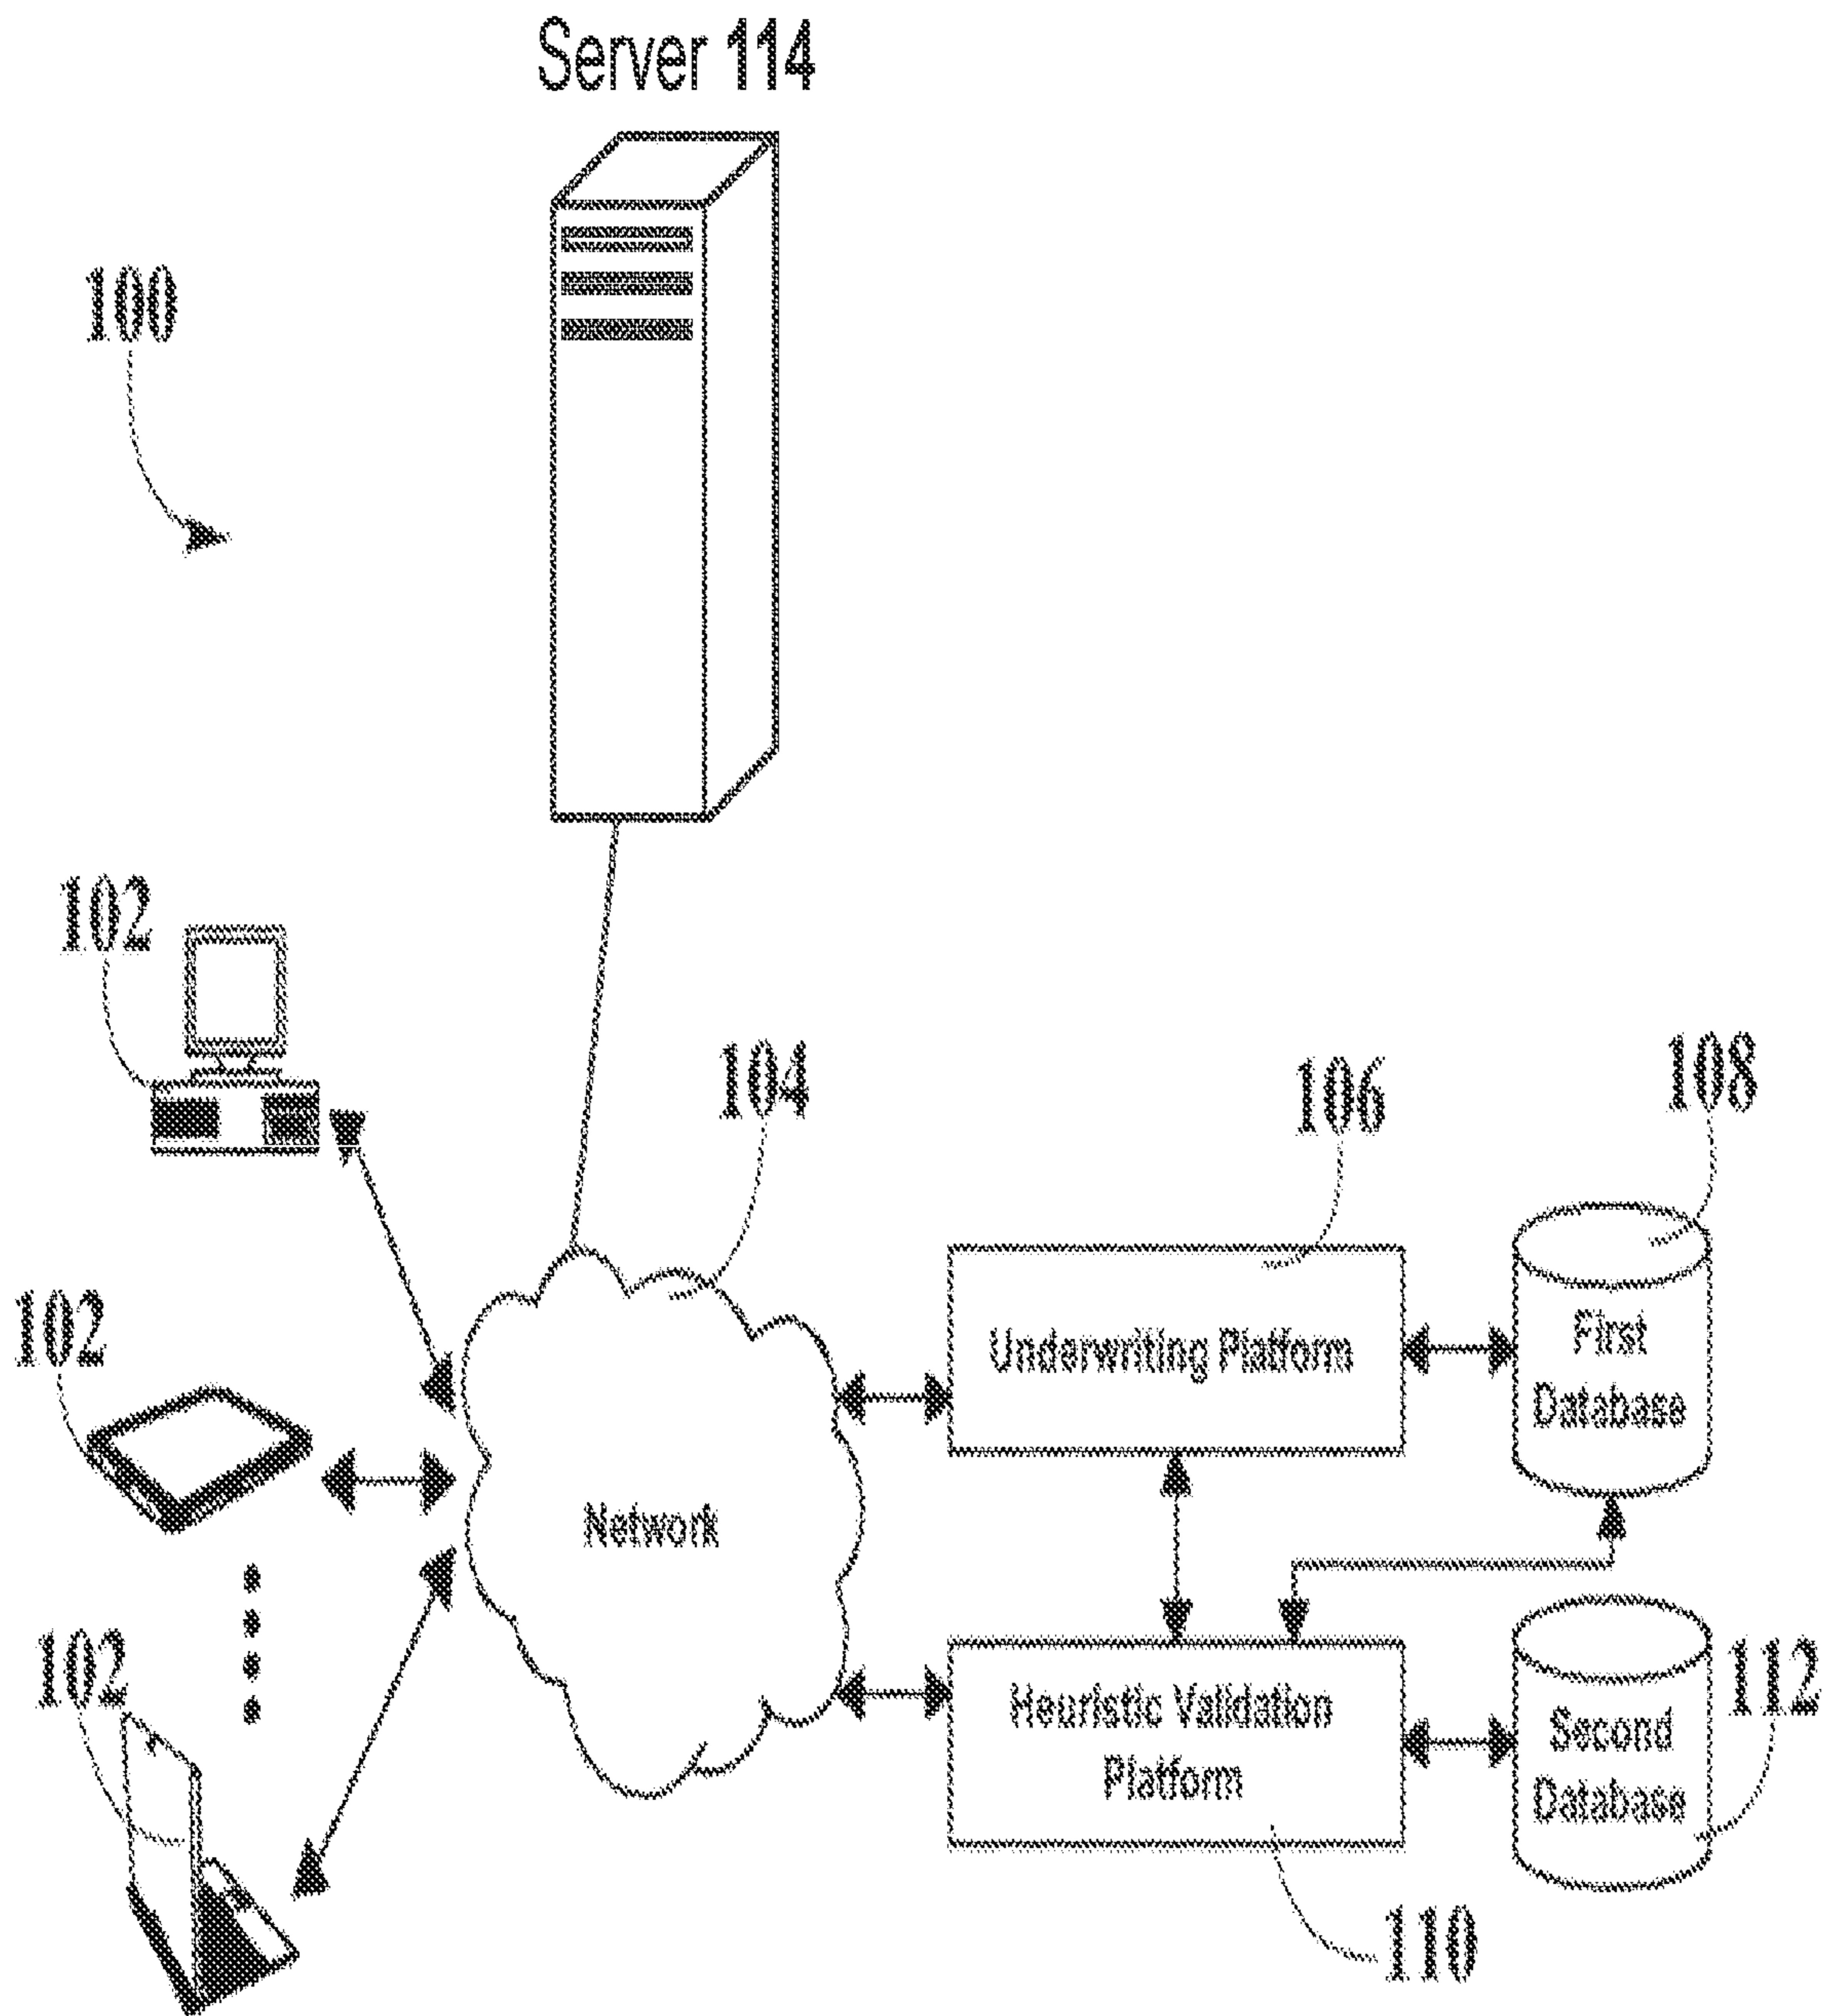 Server 114
100
102
104
106
108
102
Underwriting Platform
First
Database
Network
102
Heuristic Validation
Platform
Second
Database
112
110